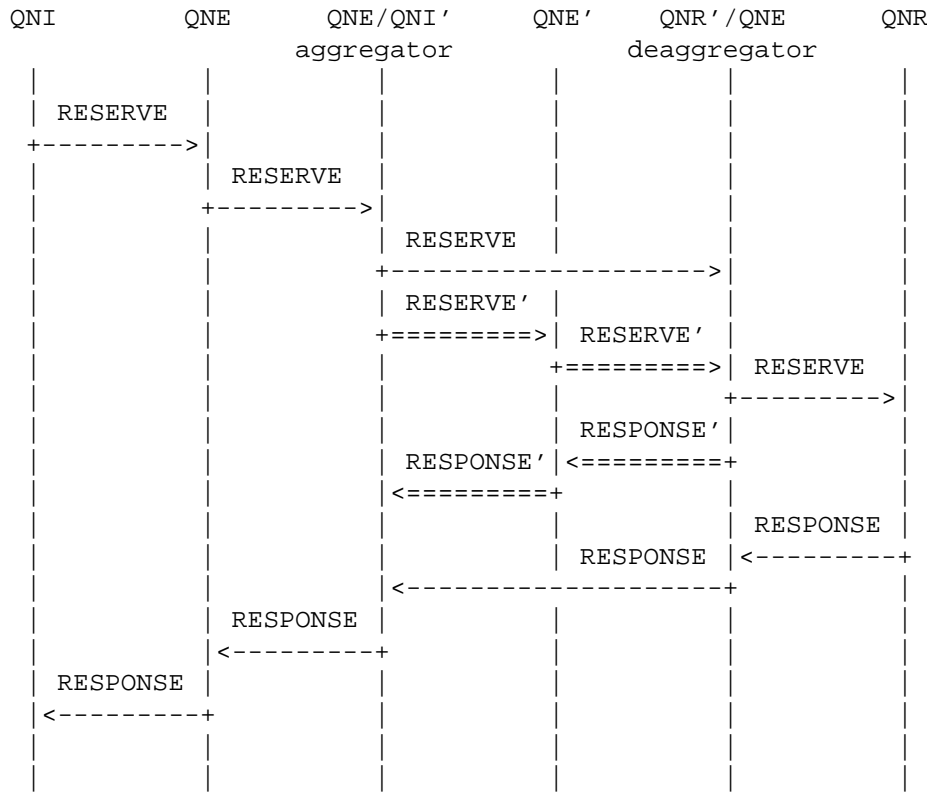 QNI QNE QNE/QNI' QNE' QNR'/QNE QNR
aggregator deaggregator
RESERVE
RESERVE
RESERVE
RESERVE'
RESERVE'
RESERVE
RESPONSE'
RESPONSE'
RESPONSE
RESPONSE
RESPONSE
RESPONSE